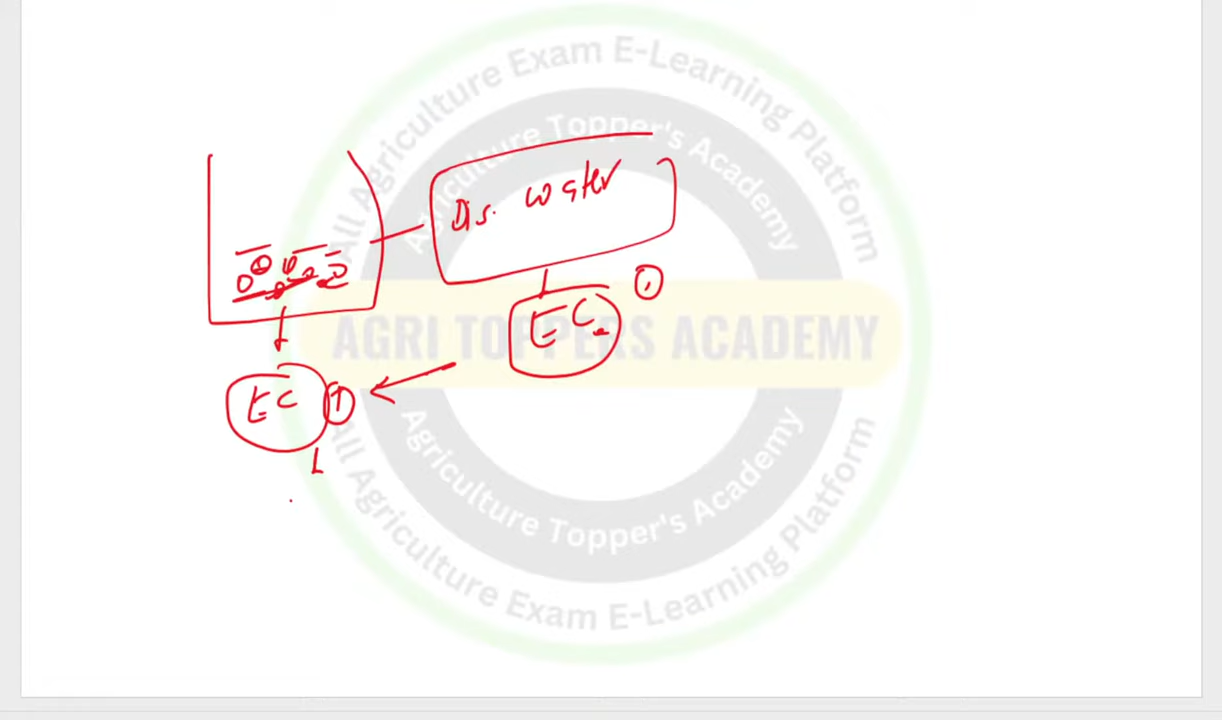 All Agriculture Exam E-Learning Platform
Agriculture Topper's Academy
Dis. water
EC
AGRI TOPPERS ACADEMY
EC ↑
Agriculture Topper's Academy
All Agriculture Exam E-Learning Platform